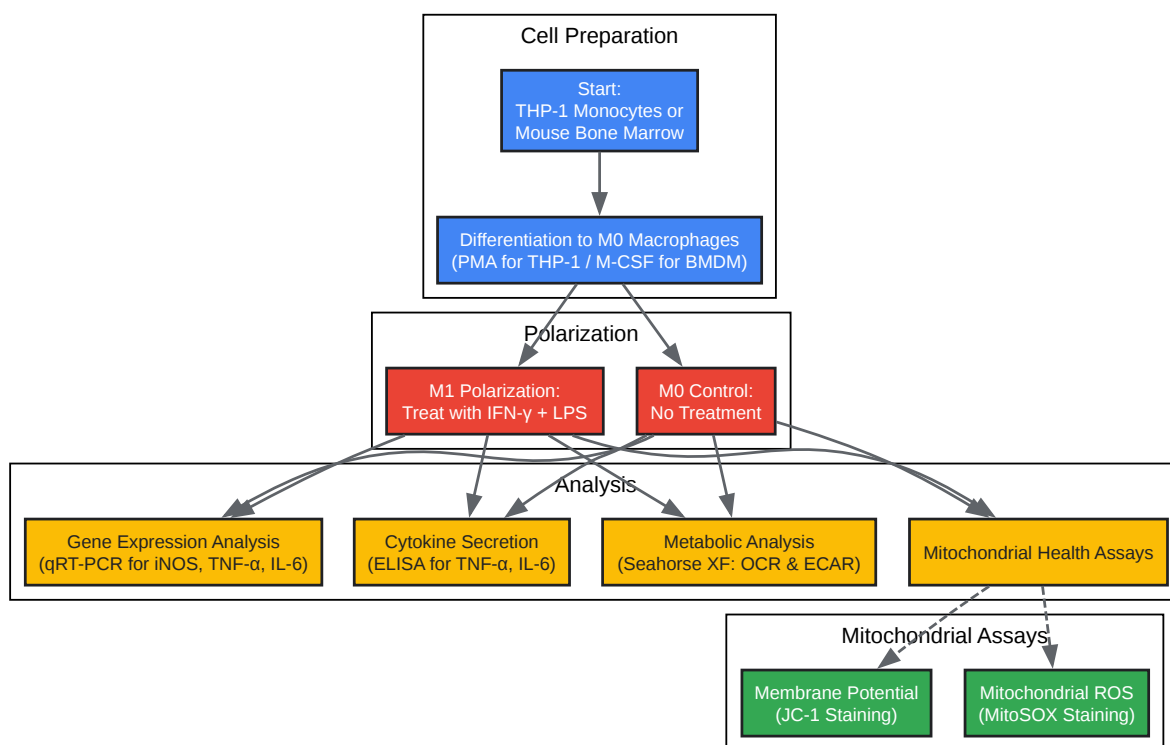 Cell Preparation
Start:
THP-1 Monocytes or
Mouse Bone Marrow
Differentiation to M0 Macrophages
(PMA for THP-1 / M-CSF for BMDM)
Polarization
M1 Polarization:
Treat with IFN-γ + LPS
M0 Control:
No Treatment
Analysis
Gene Expression Analysis
(qRT-PCR for iNOS, TNF-α, IL-6)
Cytokine Secretion
(ELISA for TNF-α, IL-6)
Metabolic Analysis
(Seahorse XF: OCR & ECAR)
Mitochondrial Health Assays
Mitochondrial Assays
Membrane Potential
(JC-1 Staining)
Mitochondrial ROS
(MitoSOX Staining)